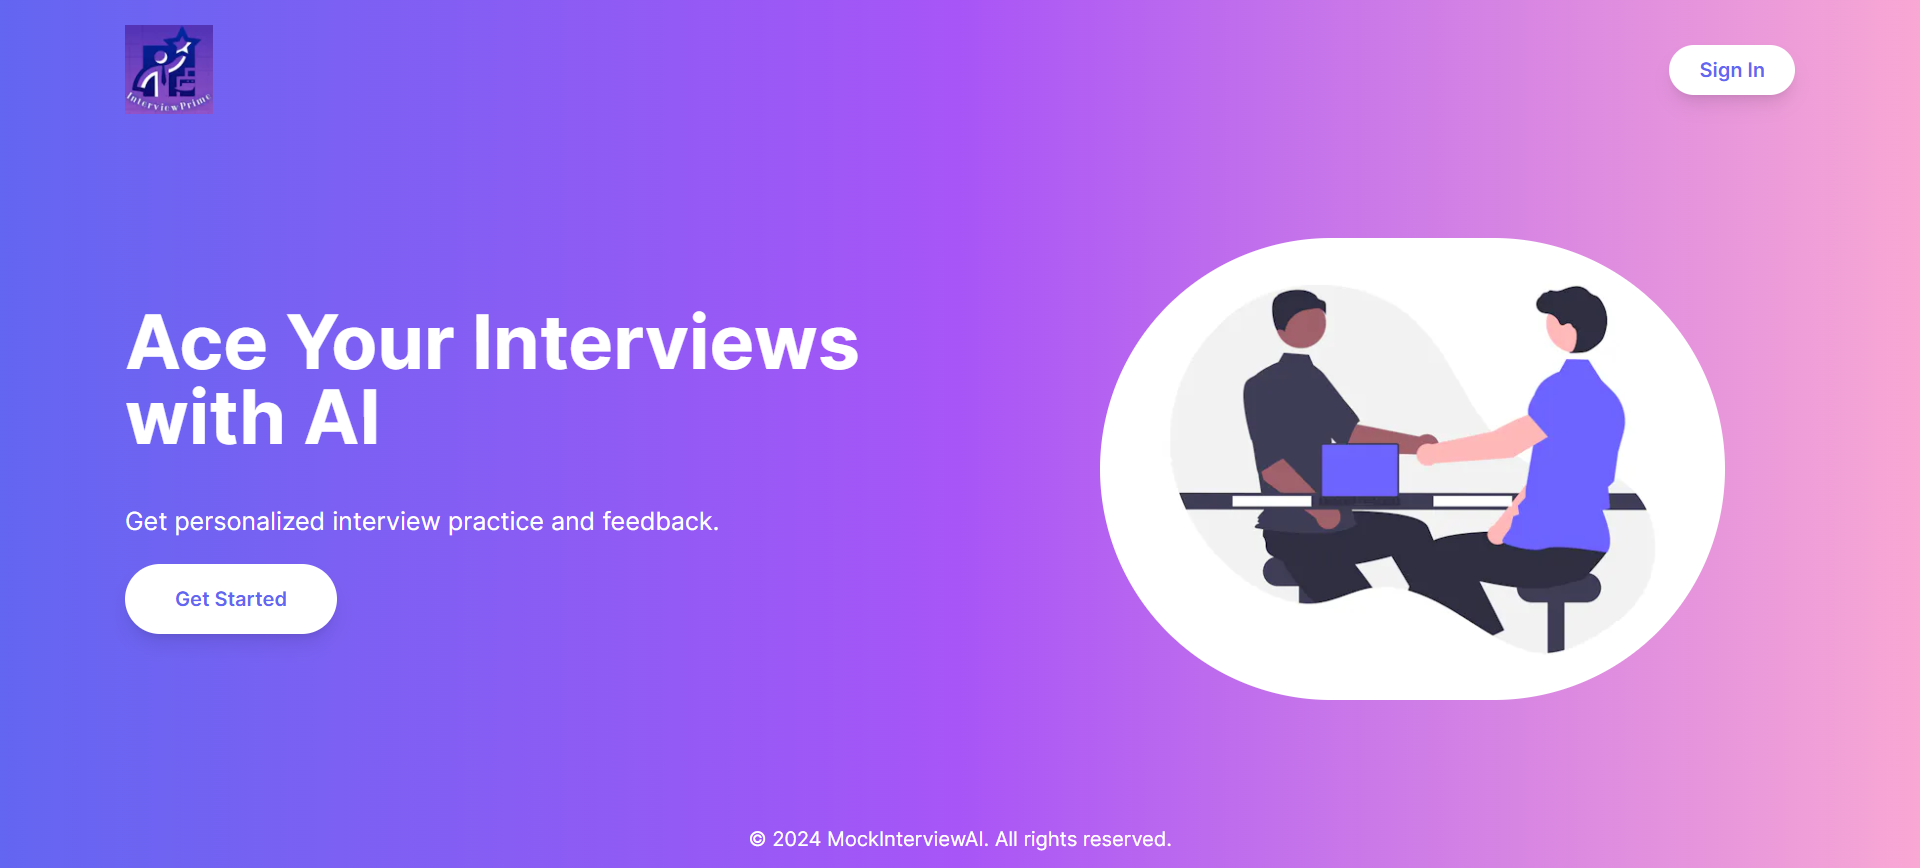 InterviewPrime
Sign In
Ace Your Interviews
with AI
Get personalized interview practice and feedback.
Get Started
© 2024 MockInterviewAI. All rights reserved.